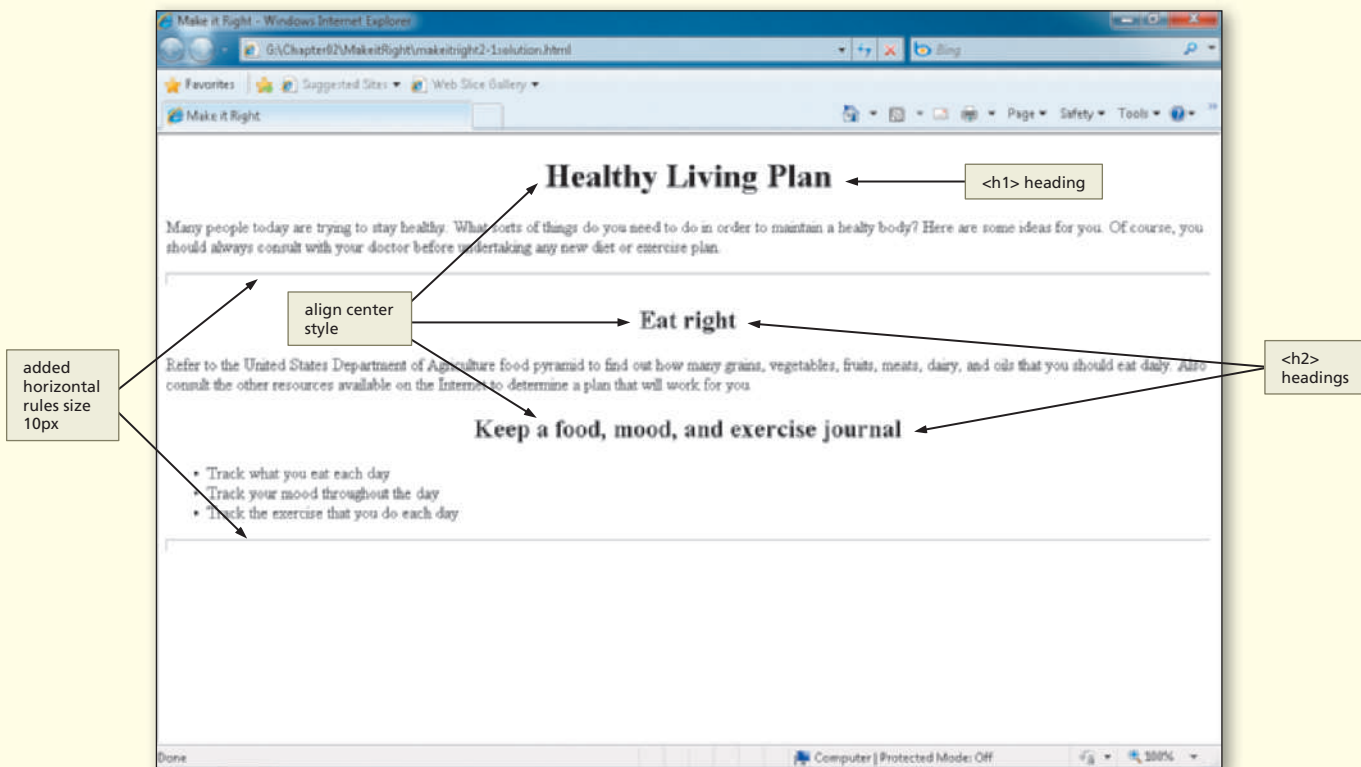 Make it Right - Windows Internet Explorer
G:\Chapter02\MakeitRight\makeitright2-1solution.html
Bing
Favorites
Suggested Sites
Web Slice Gallery
Make it Right
Page
Safety
Tools
Healthy Living Plan
<h1> heading
Many people today are trying to stay healthy. What sorts of things do you need to do in order to maintain a healty body? Here are some ideas for you. Of course, you
should always consult with your doctor before undertaking any new diet or exercise plan.
align center
style
Eat right
added
horizontal
rules size
10px
<h2>
headings
Refer to the United States Department of Agriculture food pyramid to find out how many grains, vegetables, fruits, meats, dairy, and oils that you should eat daily. Also
consult the other resources available on the Internet to determine a plan that will work for you.
Keep a food, mood, and exercise journal
• Track what you eat each day
• Track your mood throughout the day
• Track the exercise that you do each day
Done
Computer | Protected Mode: Off
100%